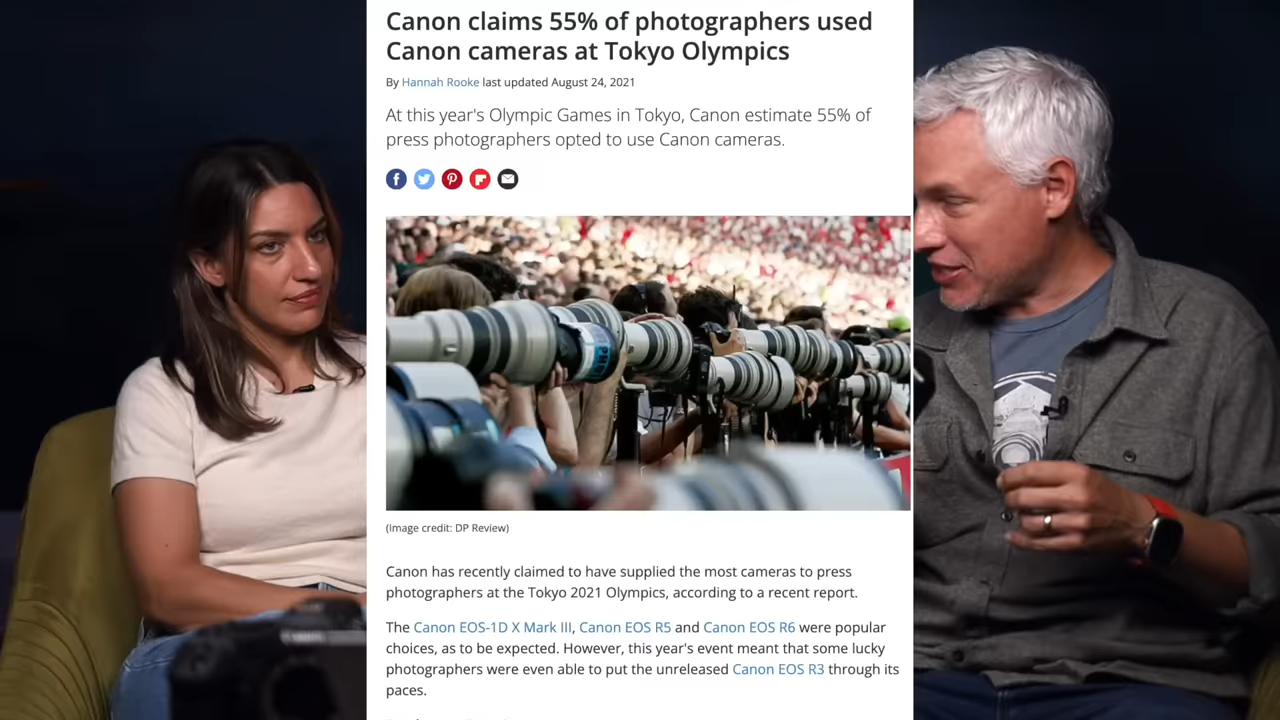 Canon claims 55% of photographers used
Canon cameras at Tokyo Olympics
By Hannah Rooke last updated August 24, 2021
At this year's Olympic Games in Tokyo, Canon estimate 55% of
press photographers opted to use Canon cameras.
(Image credit: DP Review)
Canon has recently claimed to have supplied the most cameras to press
photographers at the Tokyo 2021 Olympics, according to a recent report.
The Canon EOS-1D X Mark III, Canon EOS R5 and Canon EOS R6 were popular
choices, as to be expected. However, this year's event meant that some lucky
photographers were even able to put the unreleased Canon EOS R3 through its
paces.